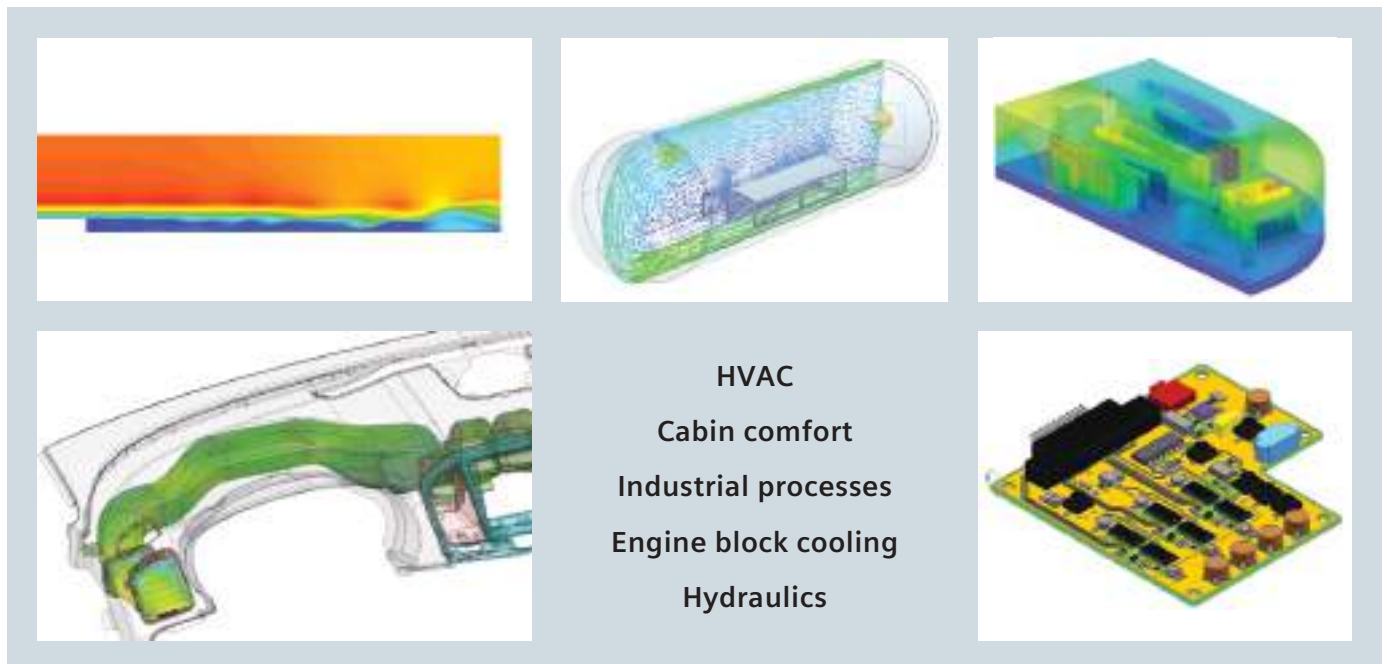 HVAC
Cabin comfort
Industrial processes
Engine block cooling
Hydraulics